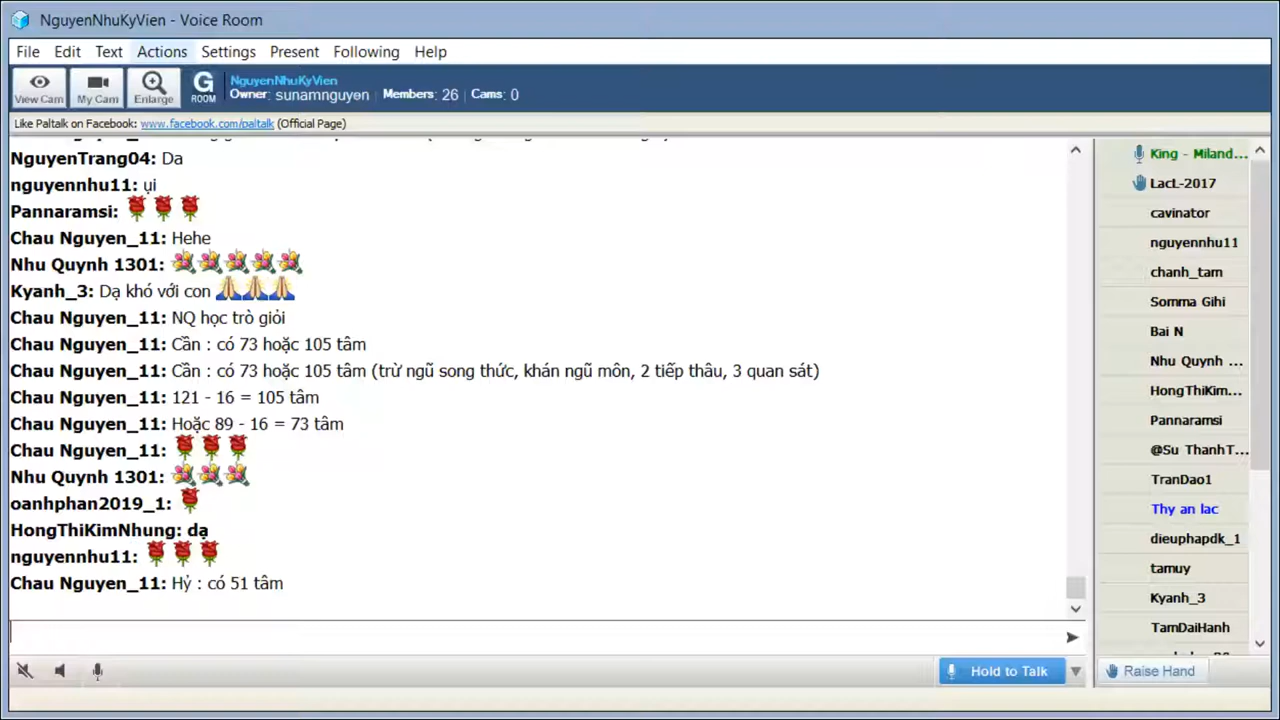 NguyenNhuKyVien - Voice Room
File Edit Text Actions Settings Present Following Help
View Cam
My Cam
Enlarge
G
ROOM
NguyenNhuKyVien
Owner: sunamnguyen | Members: 26 | Cams: 0
Like Paltalk on Facebook: www.facebook.com/paltalk (Official Page)
NguyenTrang04: Da
nguyennhu11: ụi
Pannaramsi:
Chau Nguyen_11: Hehe
Nhu Quynh 1301:
Kyanh_3: Dạ khó với con
Chau Nguyen_11: NQ học trò giỏi
Chau Nguyen_11: Cần : có 73 hoặc 105 tâm
Chau Nguyen_11: Cần : có 73 hoặc 105 tâm (trừ ngũ song thức, khán ngũ môn, 2 tiếp thâu, 3 quan sát)
Chau Nguyen_11: 121 - 16 = 105 tâm
Chau Nguyen_11: Hoặc 89 - 16 = 73 tâm
Chau Nguyen_11:
Nhu Quynh 1301:
oanhphan2019_1:
HongThiKimNhung: dạ
nguyennhu11:
Chau Nguyen_11: Hỷ : có 51 tâm
King - Miland...
LacL-2017
cavinator
nguyennhu11
chanh_tam
Somma Gihi
Bai N
Nhu Quynh ...
HongThiKim...
Pannaramsi
@Su ThanhT...
TranDao1
Thy an lac
dieuphapdk_1
tamuy
Kyanh_3
TamDaiHanh
Hold to Talk
Raise Hand